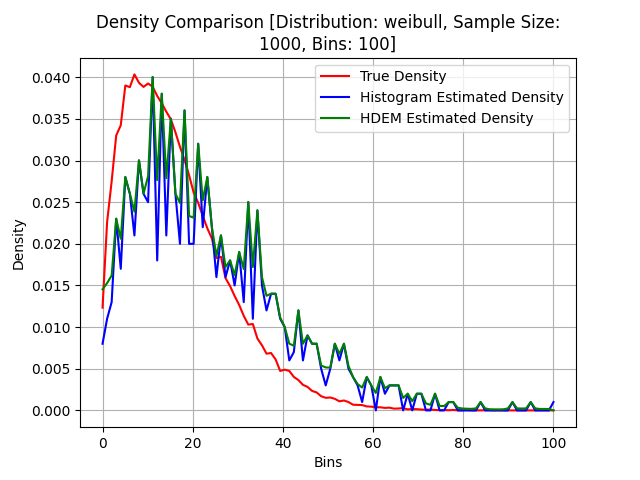 Density Comparison [Distribution: weibull, Sample Size:
1000, Bins: 100]
True Density
Histogram Estimated Density
HDEM Estimated Density
Density
0.040
0.035
0.030
0.025
0.020
0.015
0.010
0.005
0.000
0
20
40
60
80
100
Bins